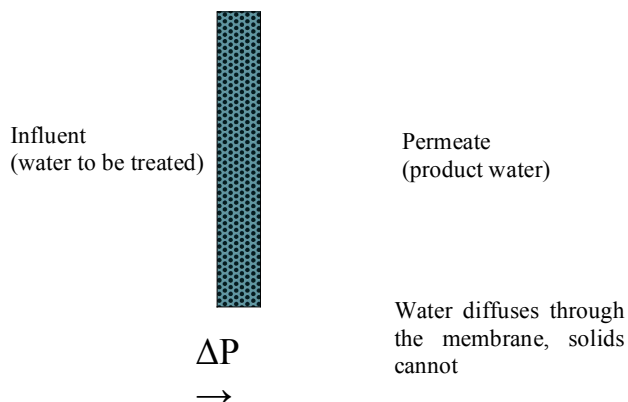 Influent
(water to be treated)
Permeate
(product water)
Water diffuses through
the membrane, solids
cannot
ΔP
→